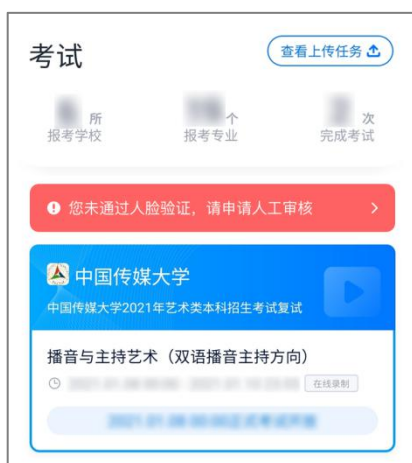 考试
查看上传任务
所 个 次
报考学校 报考专业 完成考试
您未通过人脸验证，请申请人工审核
中国传媒大学
中国传媒大学2021年艺术类本科招生考试复试
播音与主持艺术（双语播音主持方向）
在线录制